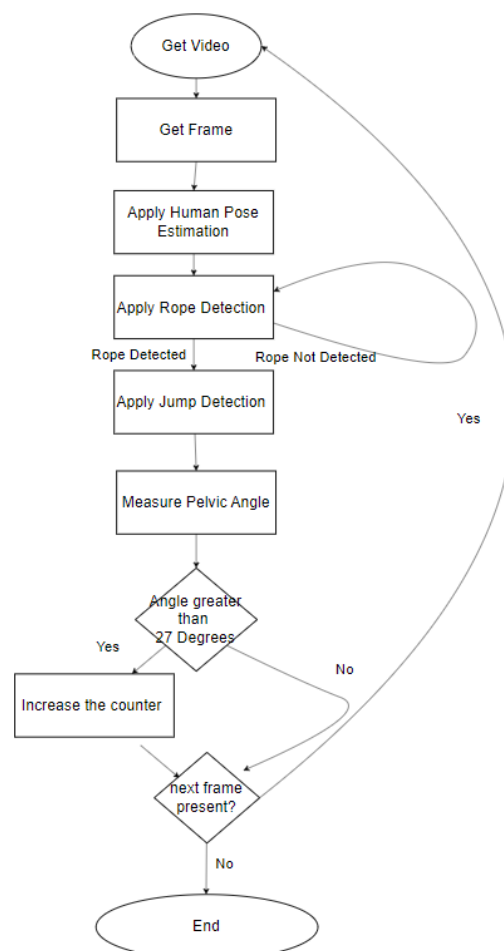 Get Video
Get Frame
Apply Human Pose
Estimation
Apply Rope Detection
Rope Detected
Rope Not Detected
Apply Jump Detection
Yes
Measure Pelvic Angle
Angle greater
than
27 Degrees
Yes
No
Increase the counter
next frame
present?
No
End